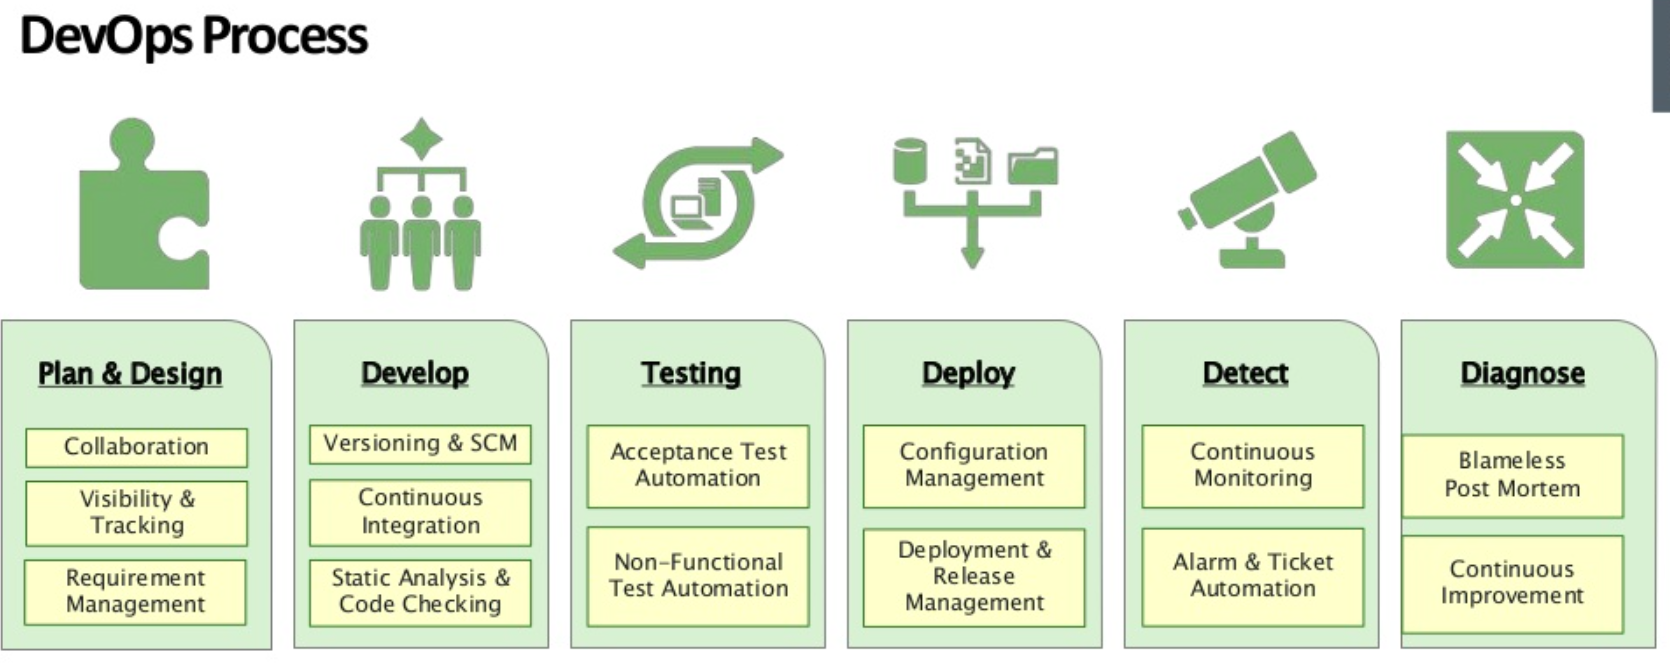 DevOps Process
Plan & Design
Collaboration
Visibility &
Tracking
Requirement
Management
Develop
Versioning & SCM
Continuous
Integration
Static Analysis &
Code Checking
Testing
Acceptance Test
Automation
Non-Functional
Test Automation
Deploy
Configuration
Management
Deployment &
Release
Management
Detect
Continuous
Monitoring
Alarm & Ticket
Automation
Diagnose
Blameless
Post Mortem
Continuous
Improvement